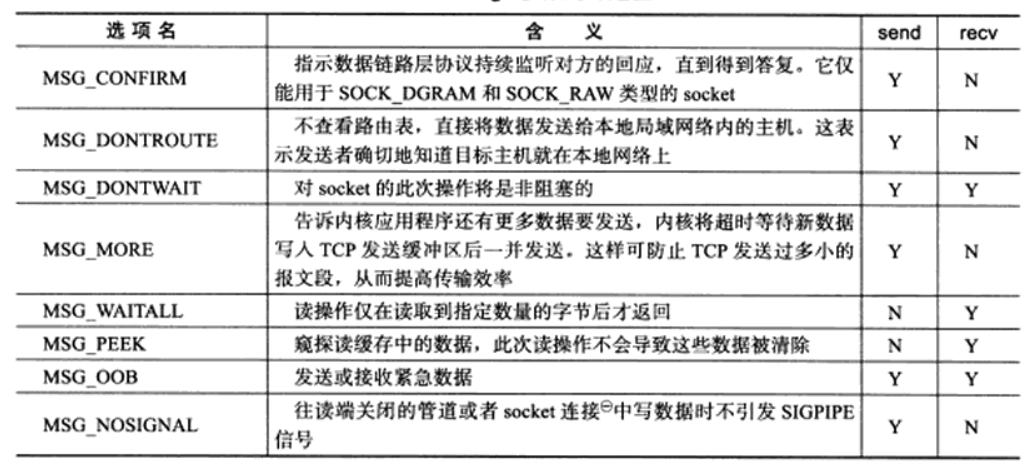 选项名 含 义 send recv
MSG_CONFIRM 指示数据链路层协议持续监听对方的回应，直到得到答复。它仅 Y N
能用于 SOCK_DGRAM 和 SOCK_RAW 类型的 socket
MSG_DONTROUTE 不查看路由表，直接将数据发送给本地局域网络内的主机。这表 Y N
示发送者确切地知道目标主机就在本地网络上
MSG_DONTWAIT 对 socket 的此次操作将是非阻塞的 Y Y
告诉内核应用程序还有更多数据要发送，内核将超时等待新数据
MSG_MORE 写入 TCP 发送缓冲区后一并发送。这样可防止 TCP 发送过多小的 Y N
报文段，从而提高传输效率
MSG_WAITALL 读操作仅在读取到指定数量的字节后才返回 N Y
MSG_PEEK 窥探读缓存中的数据，此次读操作不会导致这些数据被清除 N Y
MSG_OOB 发送或接收紧急数据 Y Y
MSG_NOSIGNAL 往读端关闭的管道或者 socket 连接㊀中写数据时不引发 SIGPIPE Y N
信号